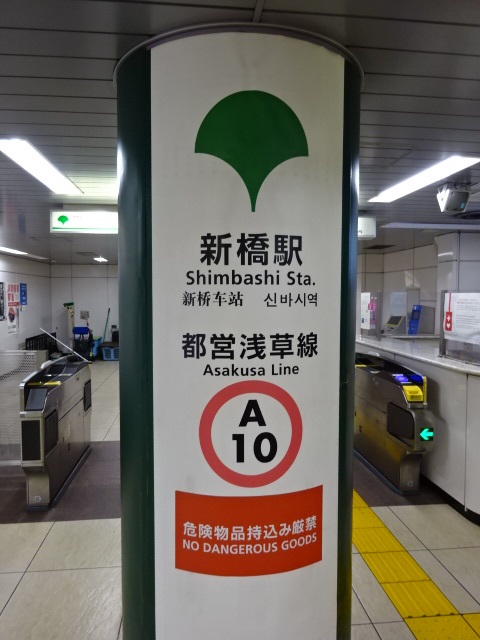 新橋駅
Shimbashi Sta.
新桥车站 신바시역
都営浅草線
Asakusa Line
A
10
危険物品持込み厳禁
NO DANGEROUS GOODS